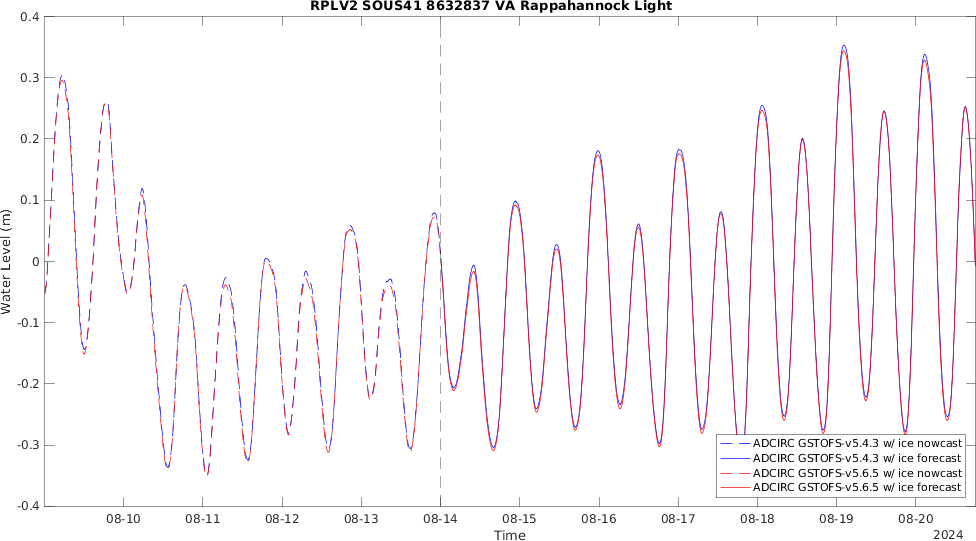 RPLV2 SOUS41 8632837 VA Rappahannock Light
0.4
0.3
0.2
0.1
0
-0.1
-0.2
-0.3
-0.4
Water Level (m)
ADCIRC GSTOFS-v5.4.3 w/ ice nowcast
ADCIRC GSTOFS-v5.4.3 w/ ice forecast
ADCIRC GSTOFS-v5.6.5 w/ ice nowcast
ADCIRC GSTOFS-v5.6.5 w/ ice forecast
08-10 08-11 08-12 08-13 08-14 08-15 08-16 08-17 08-18 08-19 08-20
Time
2024